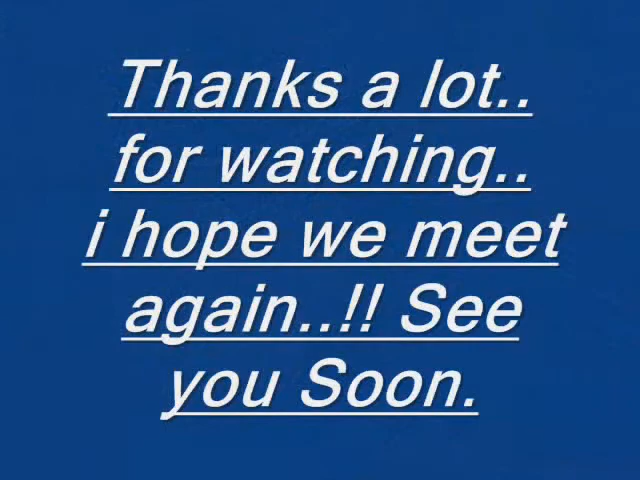 Thanks a lot..
for watching..
i hope we meet
again..!! See
you Soon.